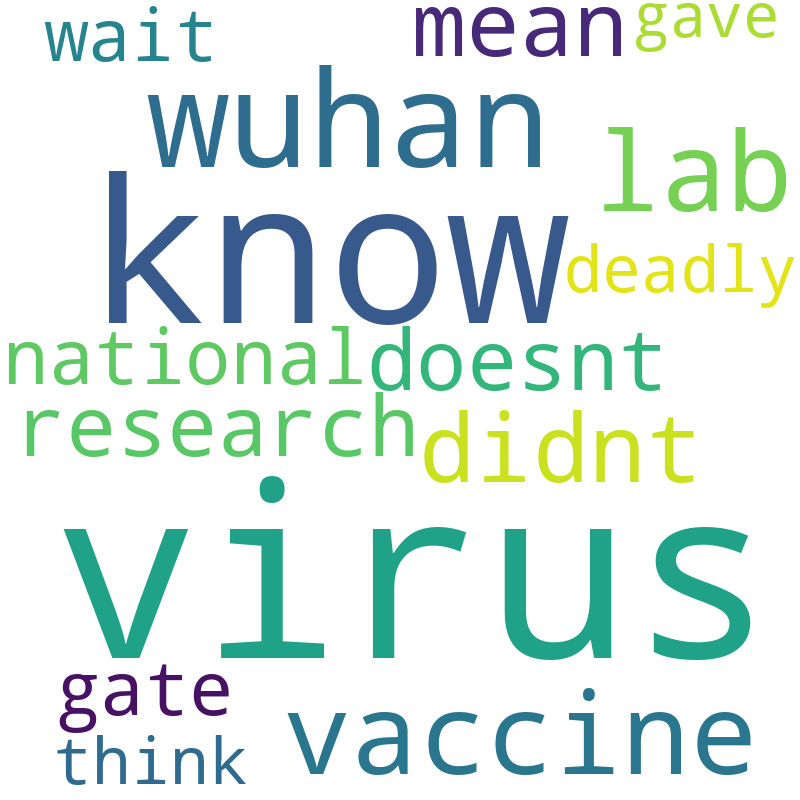 wait mean gave
wuhan lab
know deadly
national doesnt
research didnt
virus
gate vaccine
think